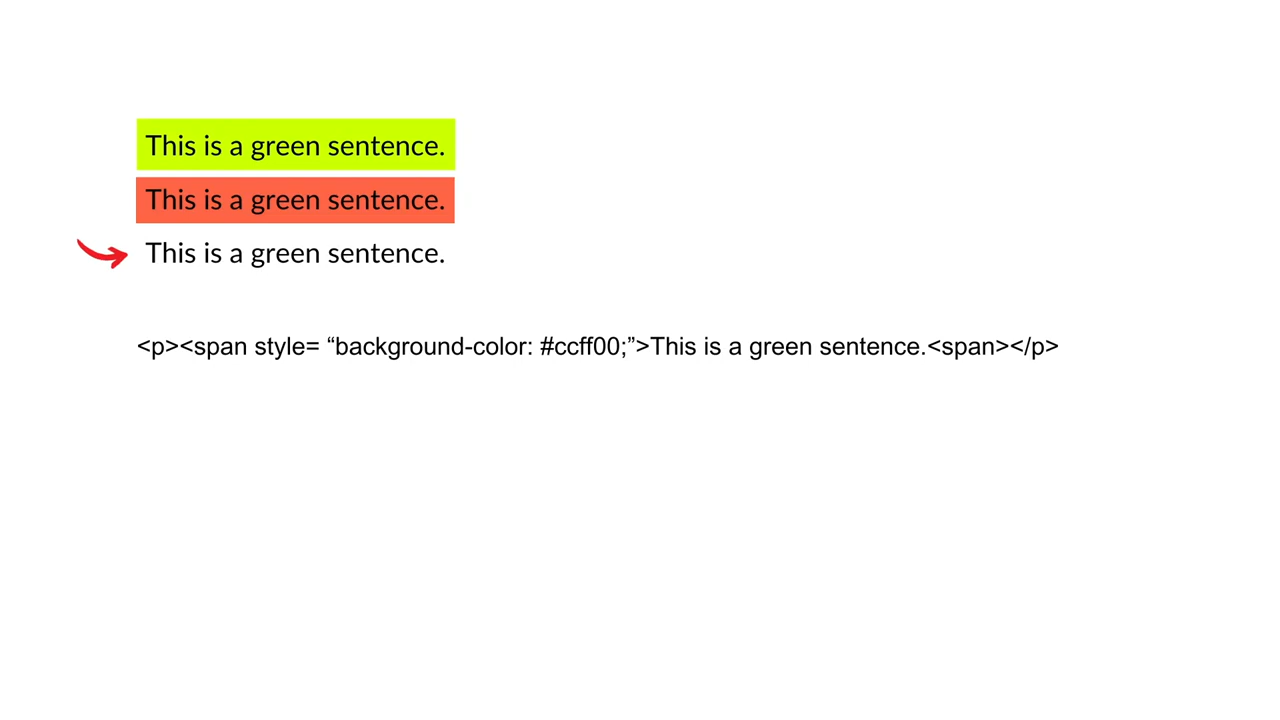 This is a green sentence.
This is a green sentence.
This is a green sentence.
<p><span style= “background-color: #ccff00;”>This is a green sentence.<span></p>